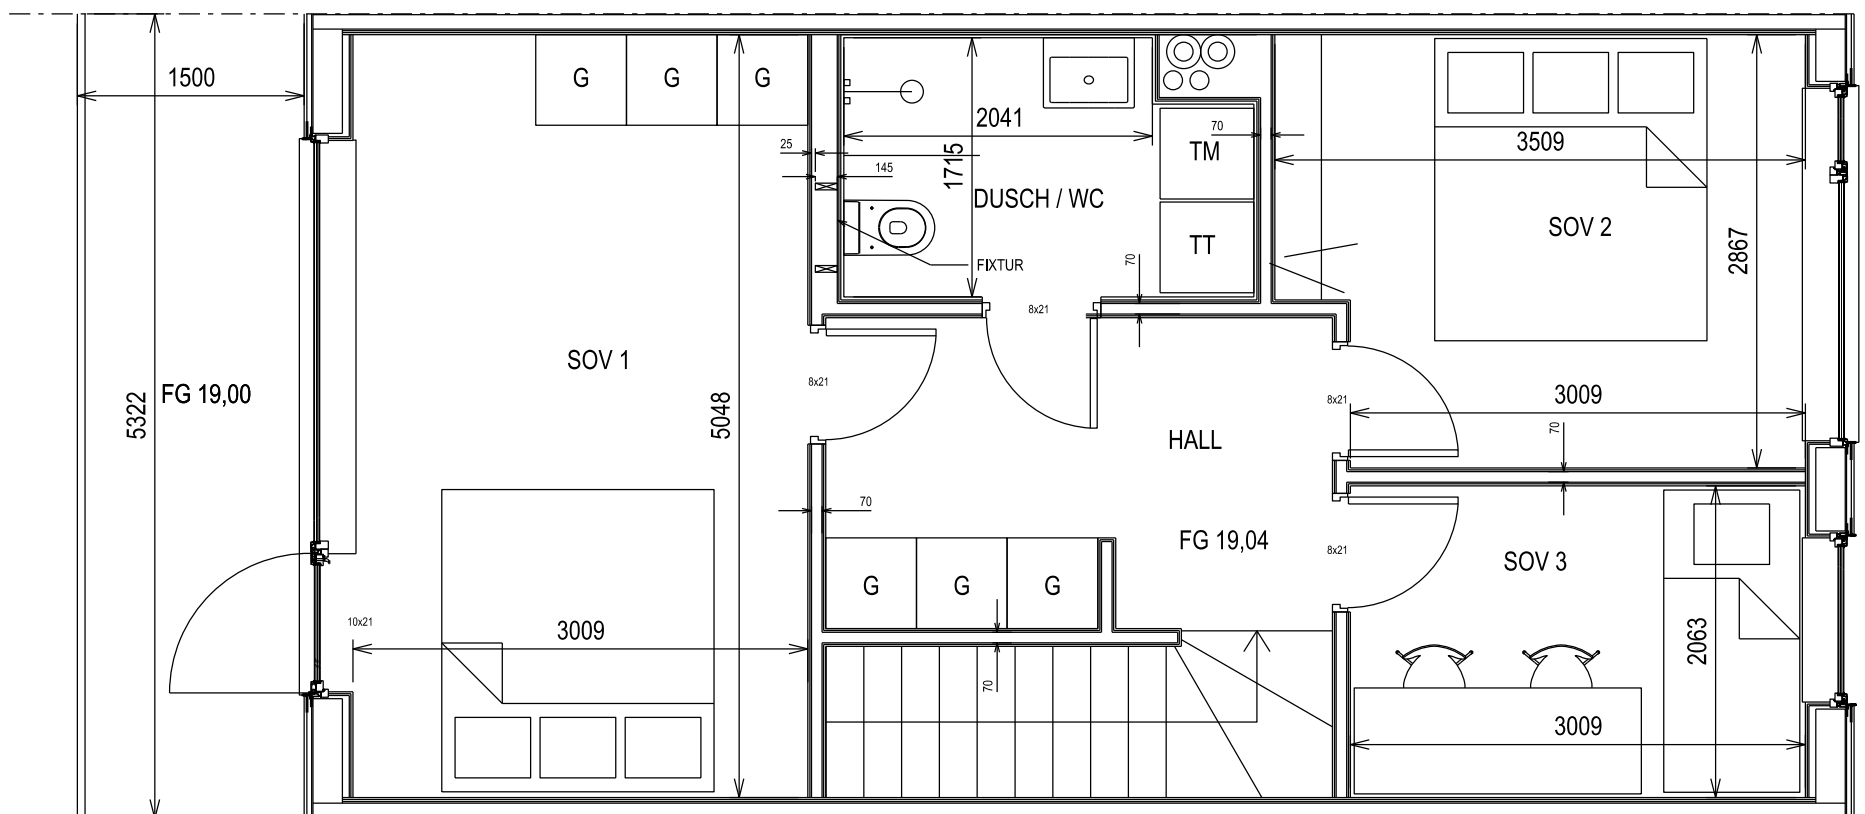 1500
G
G
G
2041
1715
25
145
DUSCH / WC
FIXTUR
TM
TT
70
3509
SOV 2
2867
70
8x21
SOV 1
8x21
5322
FG 19,00
5048
HALL
8x21
3009
70
70
FG 19,04
8x21
SOV 3
G
G
G
10x21
3009
70
2063
3009